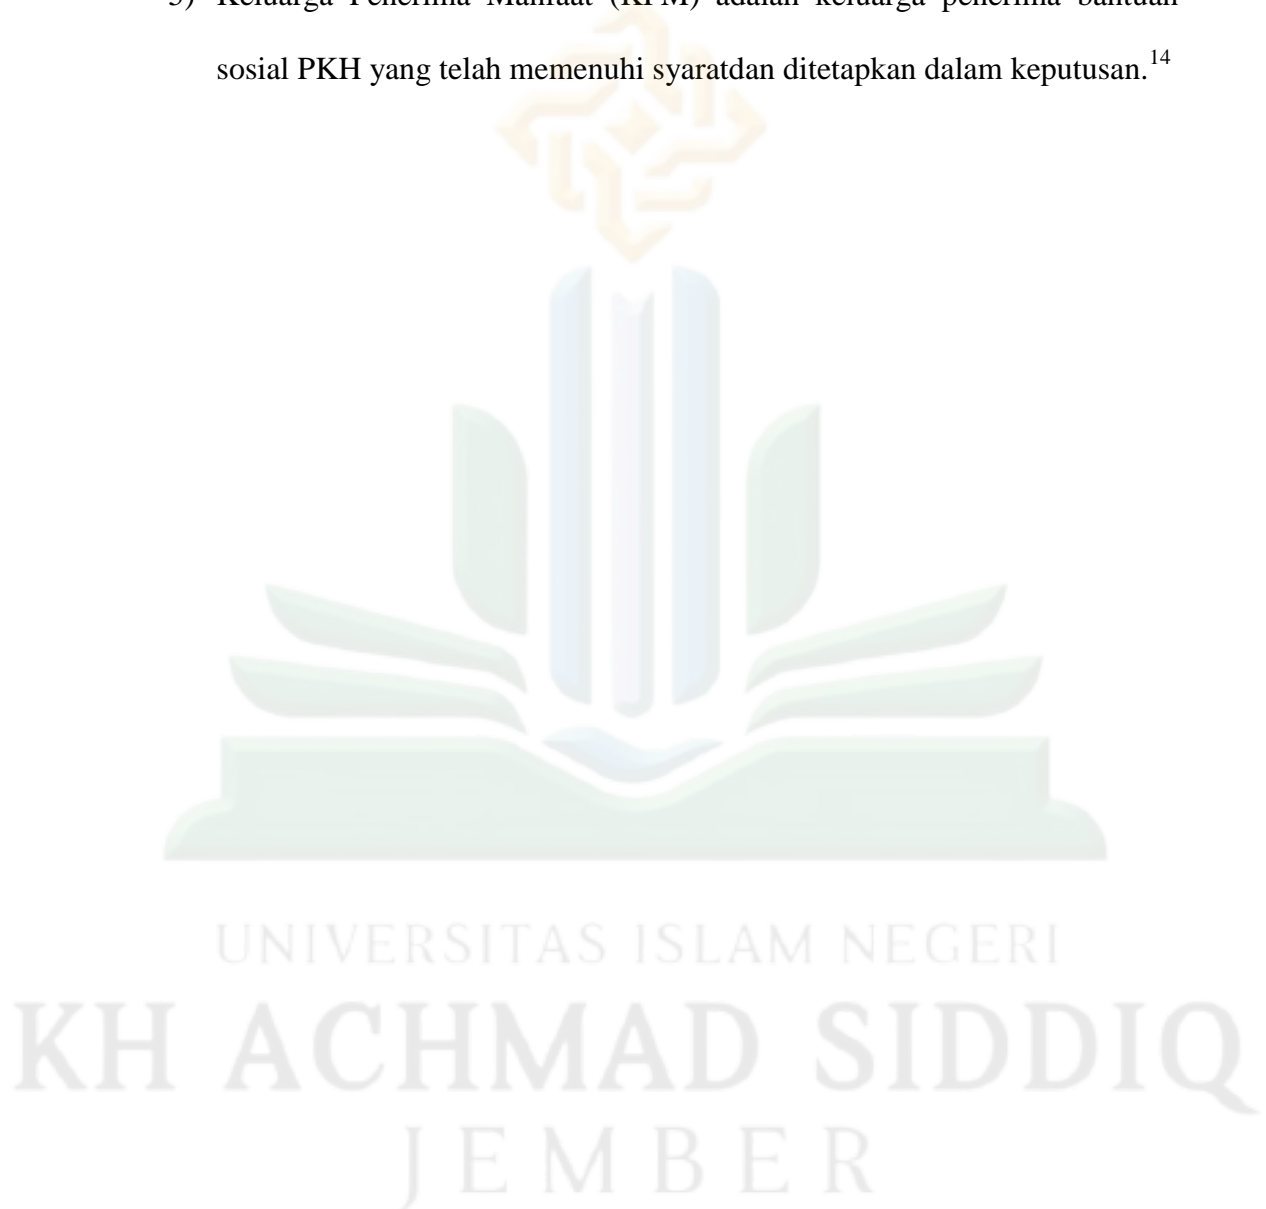 Keluarga Penerima Manfaat (KPM) adalah keluarga penerima bantuan
sosial PKH yang telah memenuhi syaratdan ditetapkan dalam keputusan.14
UNIVERSITAS ISLAM NEGERI
KH ACHMAD SIDDIQ
JEMBER